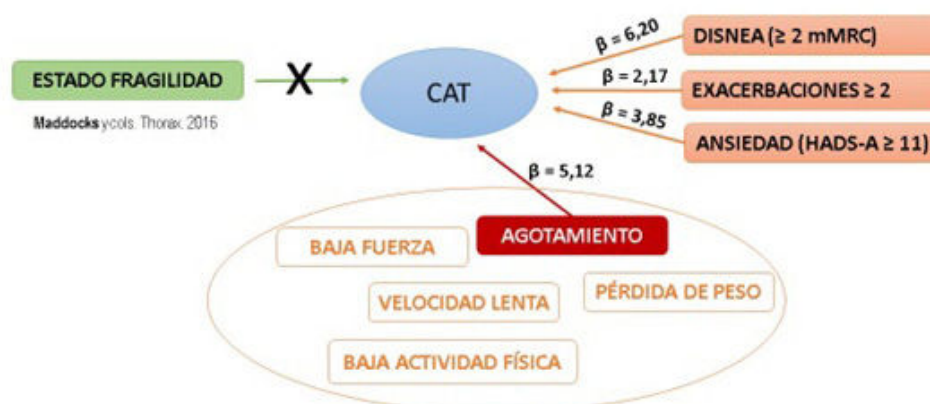 ESTADO FRAGILIDAD
Maddocks y cols. Thorax. 2016
X
CAT
β = 6,20
β = 2,17
β = 3,85
DISNEA (≥ 2 mMRC)
EXACERBACIONES ≥ 2
ANSIEDAD (HADS-A ≥ 11)
β = 5,12
AGOTAMIENTO
BAJA FUERZA
PÉRDIDA DE PESO
VELOCIDAD LENTA
BAJA ACTIVIDAD FÍSICA